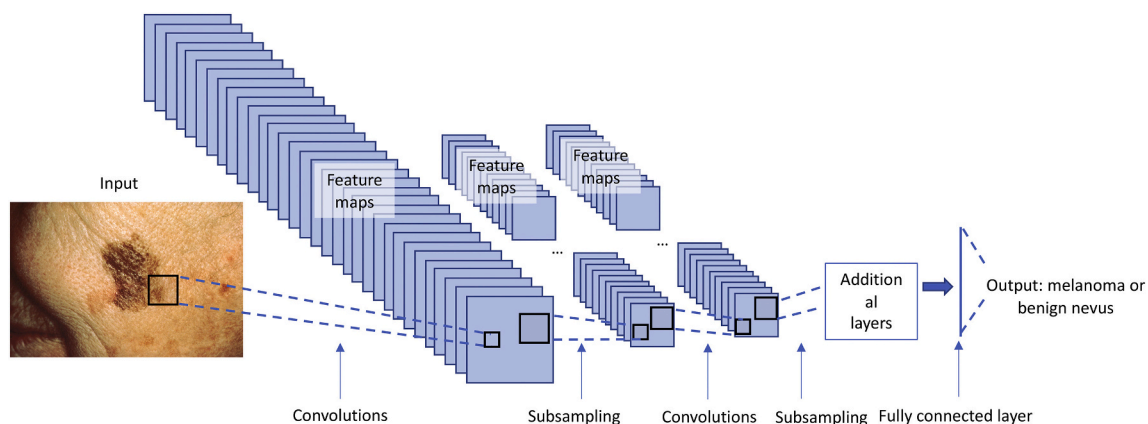 Input
Feature
maps
Feature
maps
Feature
maps
...
...
Addition
al
layers
Output: melanoma or
benign nevus
Convolutions
Subsampling
Convolutions
Subsampling
Fully connected layer